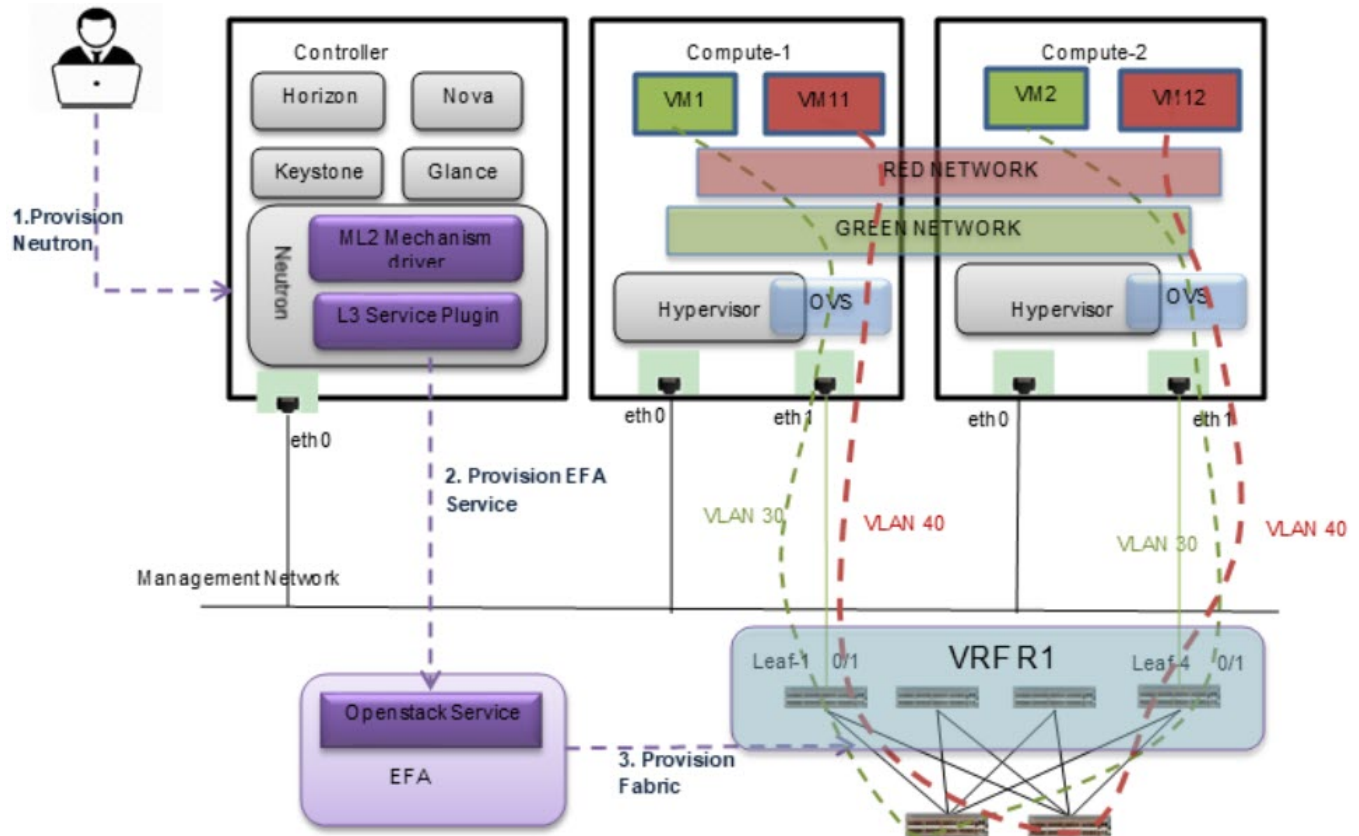 Controller
Horizon
Nova
Keystone
Glance
Neutron
ML2 Mechanism
driver
L3 Service Plugin
eth0
1.Provision
Neutron
2. Provision EFA
Service
Compute-1
VM1
VM11
Compute-2
VM2
VM12
RED NETWORK
GREEN NETWORK
Hypervisor
OVS
Hypervisor
OVS
eth0
eth1
eth0
eth1
VLAN 30
VLAN 40
VLAN 30
VLAN 40
Management Network
Leaf-1 0/1
VRF R1
Leaf-4 0/1
Openstack Service
EFA
3. Provision
Fabric